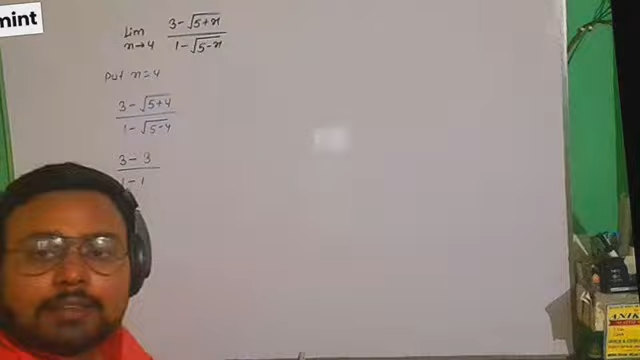 mint
Lim 3 - √5+x
x→4 1 - √5-x
Put x = 4
3 - √5+4
1 - √5-4
3 - 3
1 - 1